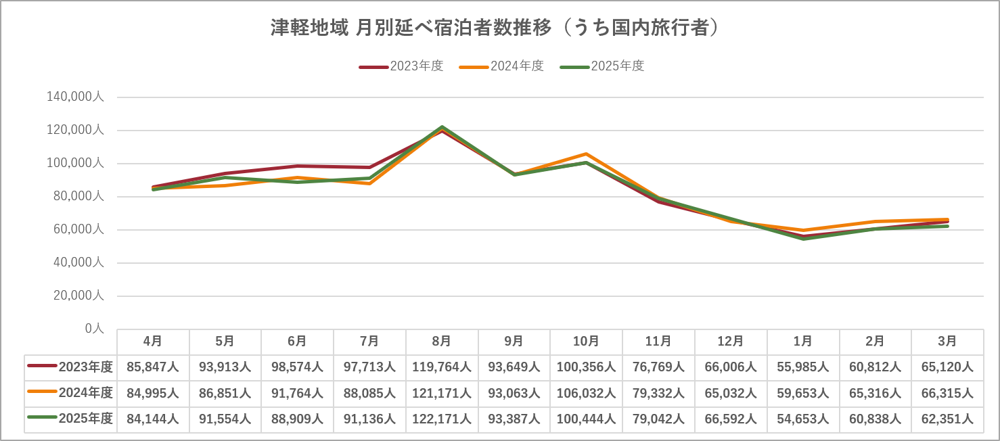 津軽地域 月別延べ宿泊者数推移（うち国内旅行者）
2023年度 2024年度 2025年度
140,000人
120,000人
100,000人
80,000人
60,000人
40,000人
20,000人
0人
4月 5月 6月 7月 8月 9月 10月 11月 12月 1月 2月 3月
2023年度 85,847人 93,913人 98,574人 97,713人 119,764人 93,649人 100,356人 76,769人 66,006人 55,985人 60,812人 65,120人
2024年度 84,995人 86,851人 91,764人 88,085人 121,171人 93,063人 106,032人 79,332人 65,032人 59,653人 65,316人 66,315人
2025年度 84,144人 91,554人 88,909人 91,136人 122,171人 93,387人 100,444人 79,042人 66,592人 54,653人 60,838人 62,351人